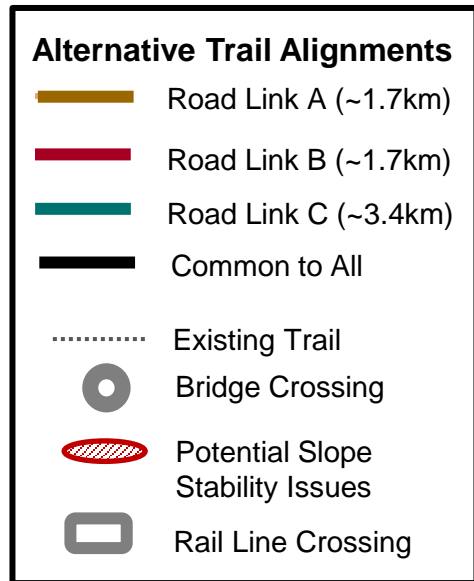 Alternative Trail Alignments
Road Link A (~1.7km)
Road Link B (~1.7km)
Road Link C (~3.4km)
Common to All
Existing Trail
Bridge Crossing
Potential Slope
Stability Issues
Rail Line Crossing